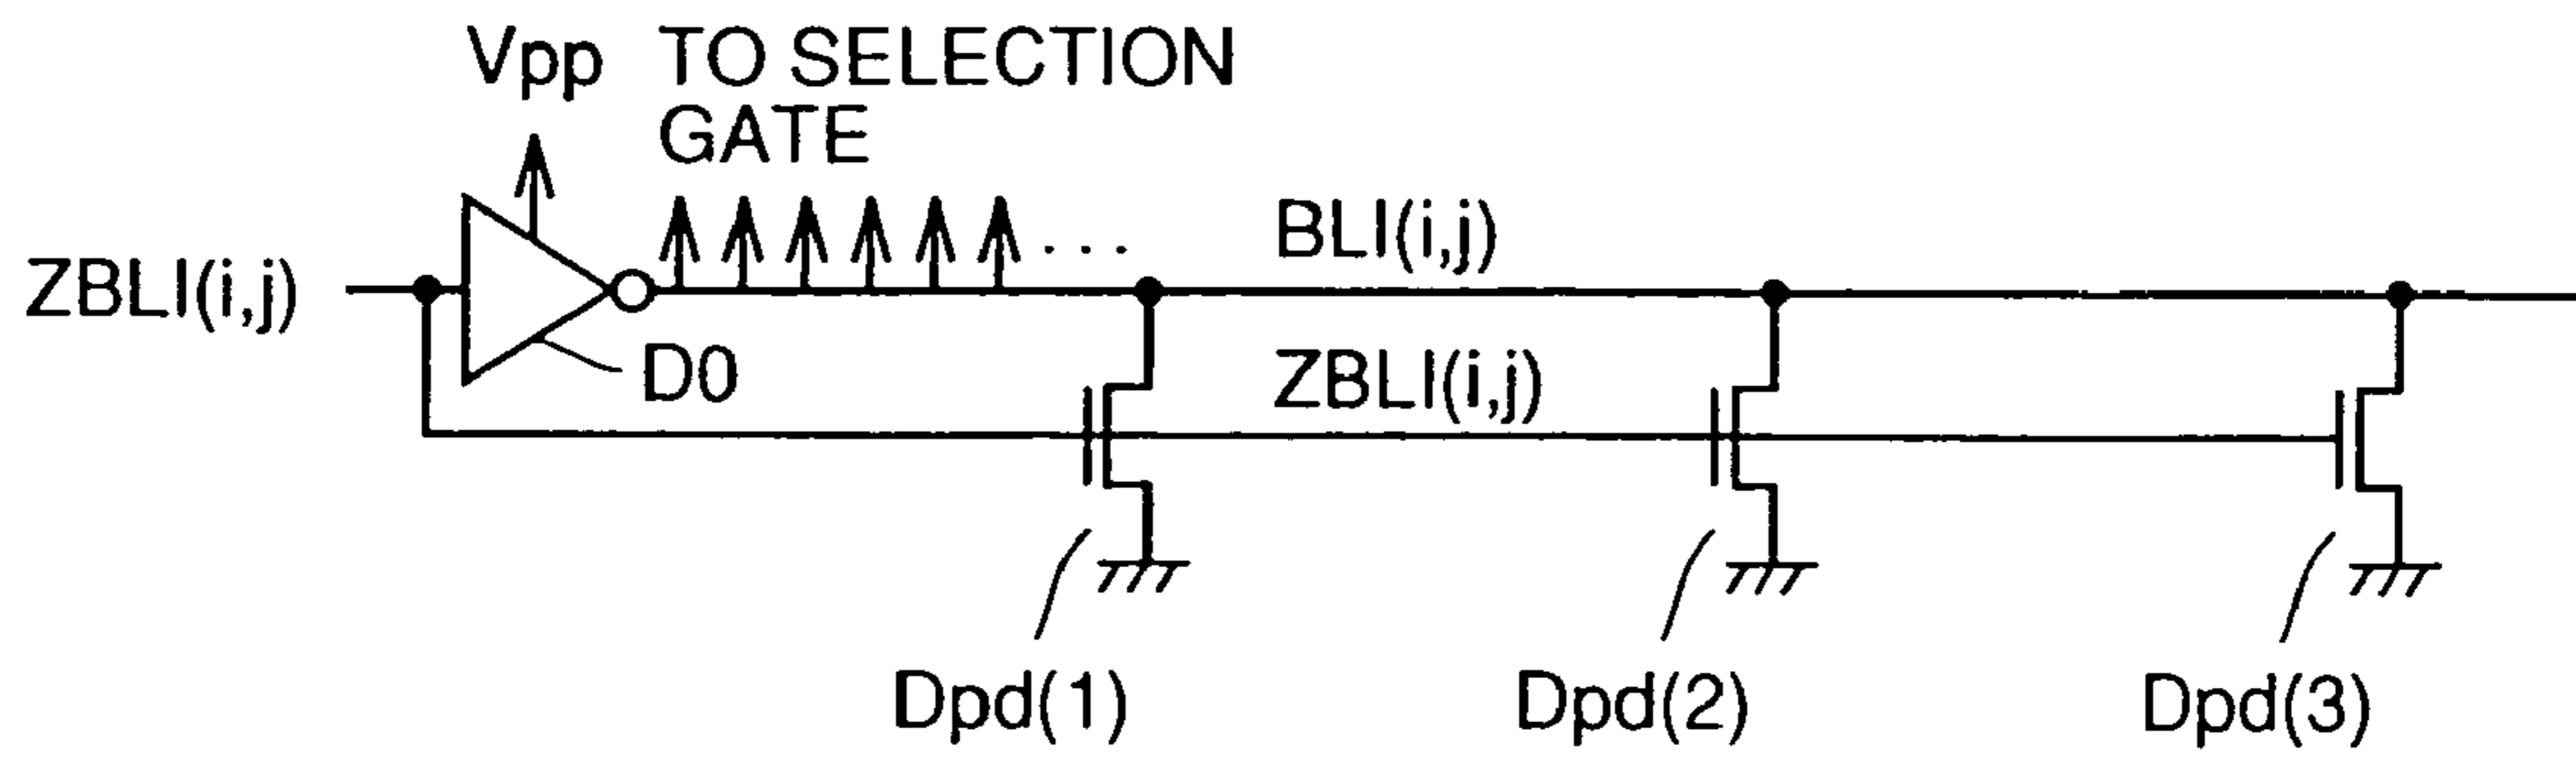 Vpp TO SELECTION
GATE
. . .
BLI(i,j)
ZBLI(i,j)
D0
ZBLI(i,j)
Dpd(1)
Dpd(2)
Dpd(3)